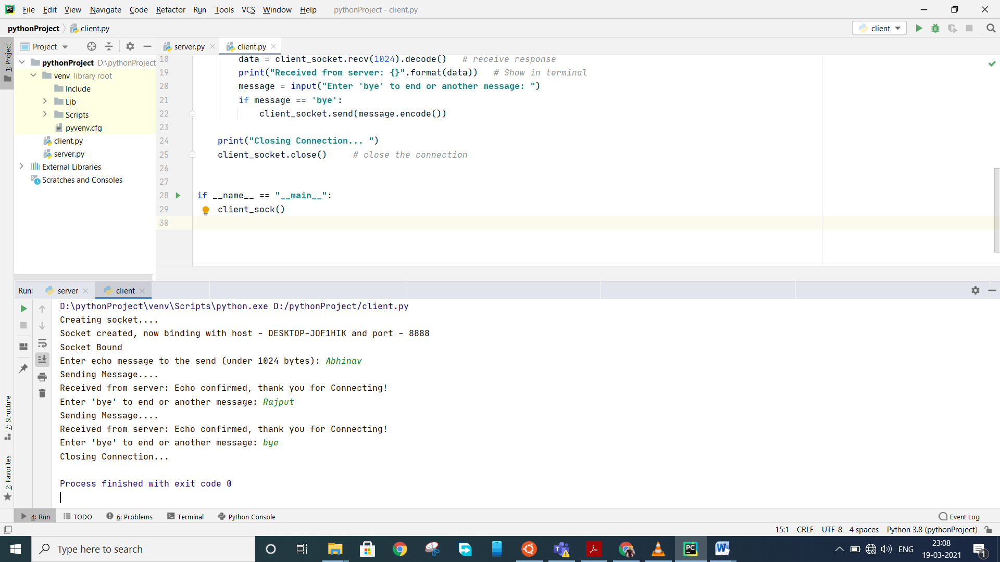 File Edit View Navigate Code Refactor Run Tools VCS Window Help pythonProject - client.py
pythonProject client.py
client
1: Project
Project
server.py
client.py
pythonProject D:\pythonProject
venv library root
Include
Lib
Scripts
pyvenv.cfg
client.py
server.py
External Libraries
Scratches and Consoles
18 data = client_socket.recv(1024).decode() # receive response
19 print("Received from server: {}".format(data)) # Show in terminal
20 message = input("Enter 'bye' to end or another message: ")
21 if message == 'bye':
22 client_socket.send(message.encode())
23
24 print("Closing Connection... ")
25 client_socket.close() # close the connection
26
27
28 if __name__ == "__main__":
29 client_sock()
30
Run: server client
D:\pythonProject\venv\Scripts\python.exe D:/pythonProject/client.py
Creating socket....
Socket created, now binding with host - DESKTOP-JOF1HIK and port - 8888
Socket Bound
Enter echo message to the send (under 1024 bytes): Abhinav
Sending Message....
Received from server: Echo confirmed, thank you for Connecting!
Enter 'bye' to end or another message: Rajput
Sending Message....
Received from server: Echo confirmed, thank you for Connecting!
Enter 'bye' to end or another message: bye
Closing Connection...
Process finished with exit code 0
7: Structure
2: Favorites
4: Run TODO 6: Problems Terminal Python Console Event Log
15:1 CRLF UTF-8 4 spaces Python 3.8 (pythonProject)
Type here to search
ENG
23:08
19-03-2021
1